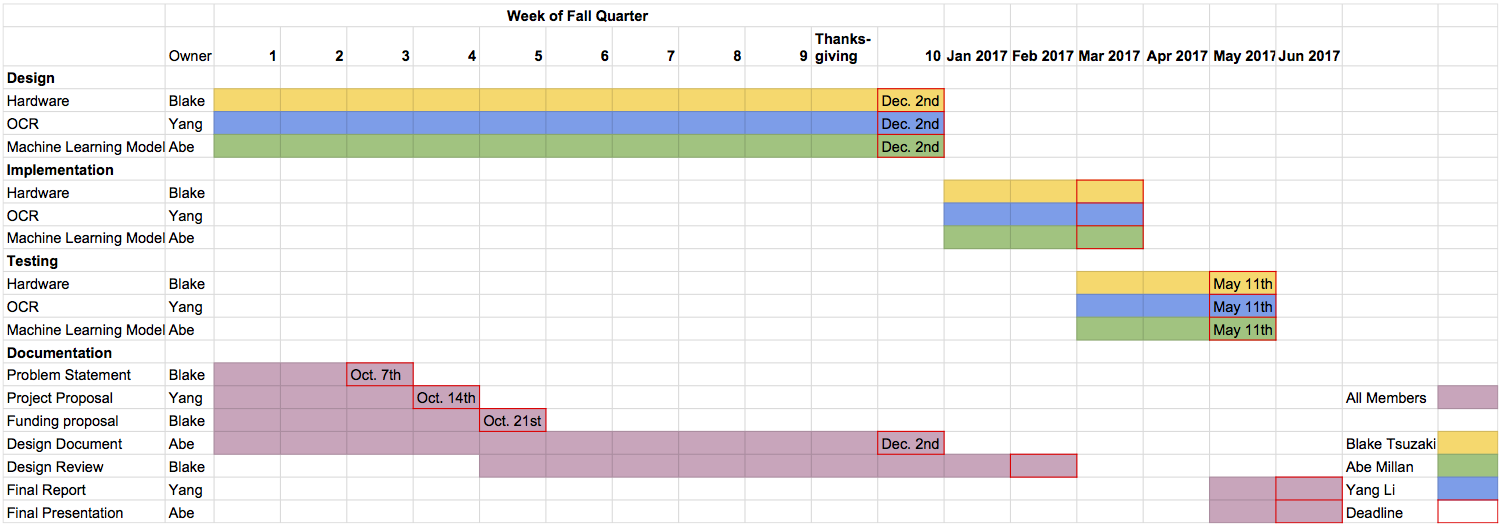 Week of Fall Quarter
Owner 1 2 3 4 5 6 7 8 9 Thanks-
giving 10 Jan 2017 Feb 2017 Mar 2017 Apr 2017 May 2017 Jun 2017
Design
Hardware Blake Dec. 2nd
OCR Yang Dec. 2nd
Machine Learning Model Abe Dec. 2nd
Implementation
Hardware Blake
OCR Yang
Machine Learning Model Abe
Testing
Hardware Blake May 11th
OCR Yang May 11th
Machine Learning Model Abe May 11th
Documentation
Problem Statement Blake Oct. 7th
Project Proposal Yang Oct. 14th All Members
Funding proposal Blake Oct. 21st
Design Document Abe Dec. 2nd Blake Tsuzaki
Design Review Blake Abe Millan
Final Report Yang Yang Li
Final Presentation Abe Deadline